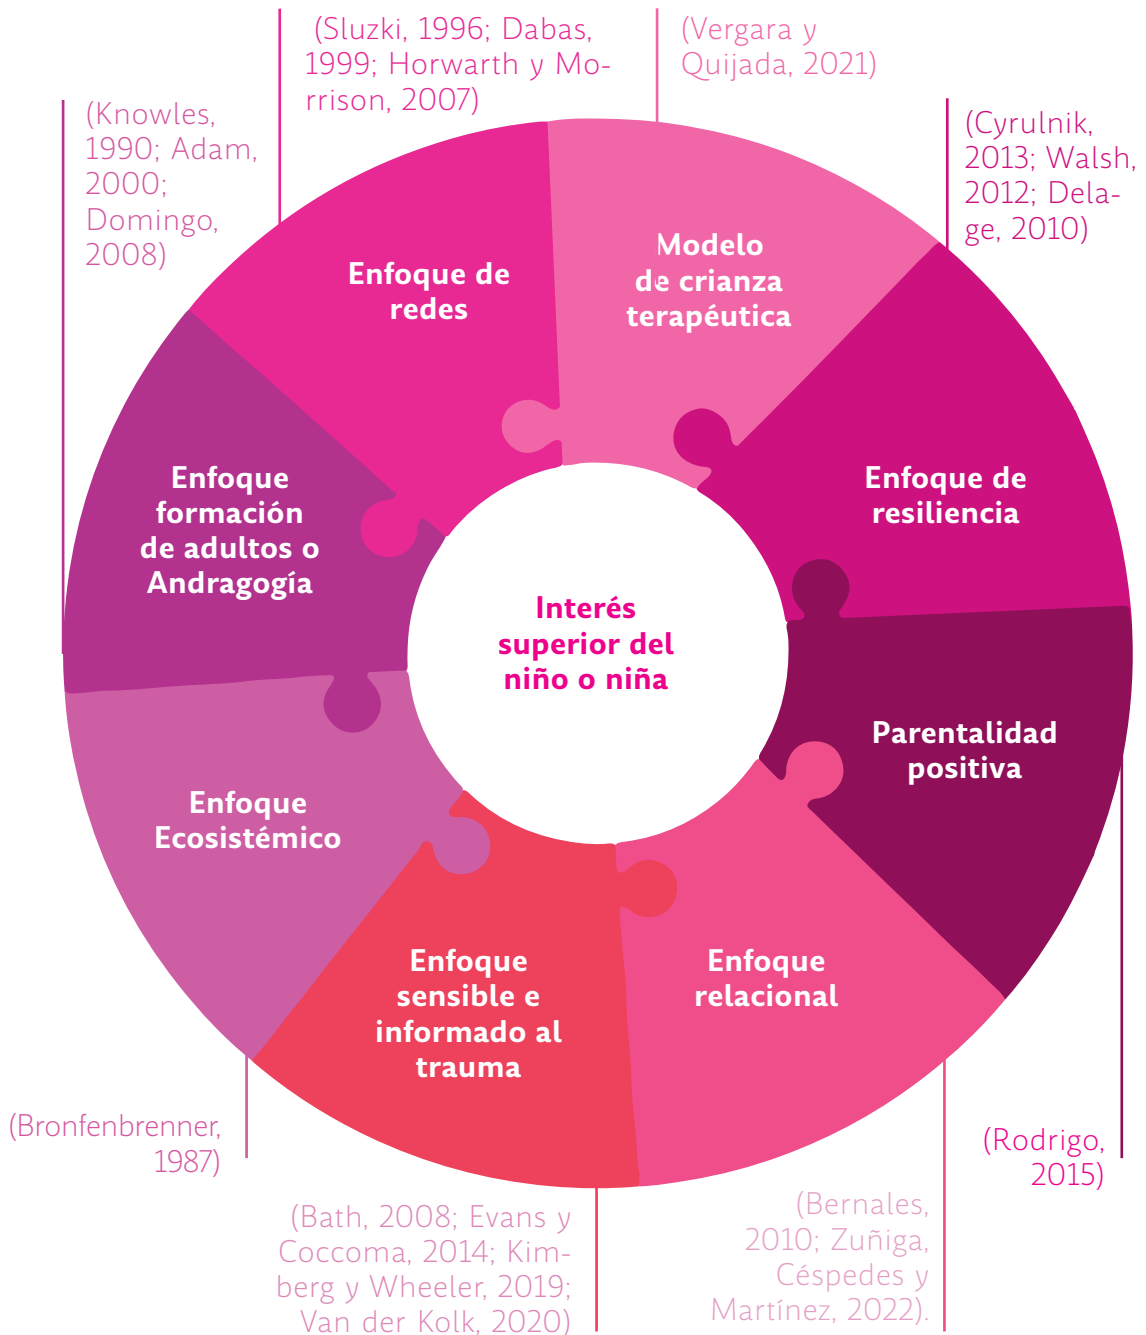 (Sluzki, 1996; Dabas,
1999; Horwarth y Mo-
rrison, 2007)
(Vergara y
Quijada, 2021)
(Knowles,
1990; Adam,
2000;
Domingo,
2008)
(Cyrulnik,
2013; Walsh,
2012; Dela-
ge, 2010)
Enfoque de
redes
Modelo
de crianza
terapéutica
Enfoque
formación
de adultos o
Andragogía
Enfoque de
resiliencia
Interés
superior del
niño o niña
Parentalidad
positiva
Enfoque
Ecosistémico
Enfoque
sensible e
informado al
trauma
Enfoque
relacional
(Bronfenbrenner,
1987)
(Rodrigo,
2015)
(Bath, 2008; Evans y
Coccoma, 2014; Kim-
berg y Wheeler, 2019;
Van der Kolk, 2020)
(Bernales,
2010; Zuñiga,
Céspedes y
Martínez, 2022).